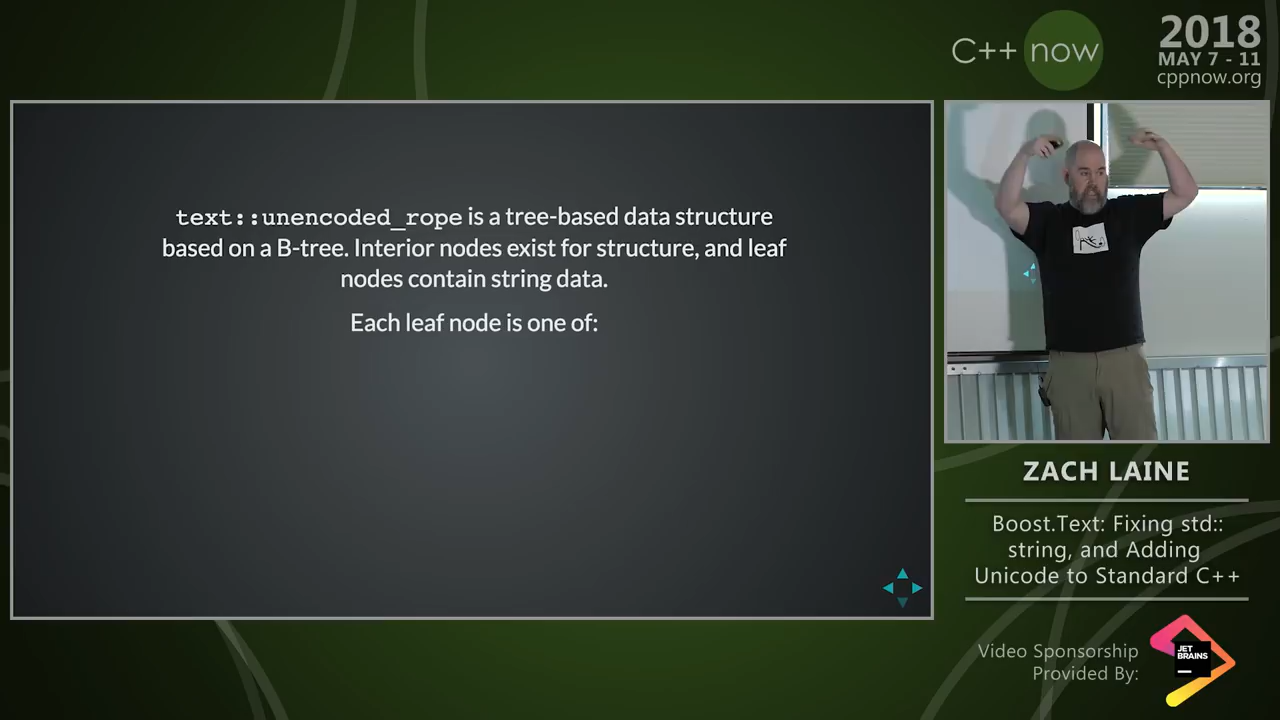 C++ now
2018
MAY 7 - 11
cppnow.org
text::unencoded_rope is a tree-based data structure
based on a B-tree. Interior nodes exist for structure, and leaf
nodes contain string data.
Each leaf node is one of:
ZACH LAINE
Boost.Text: Fixing std::
string, and Adding
Unicode to Standard C++
Video Sponsorship
Provided By:
JET
BRAINS